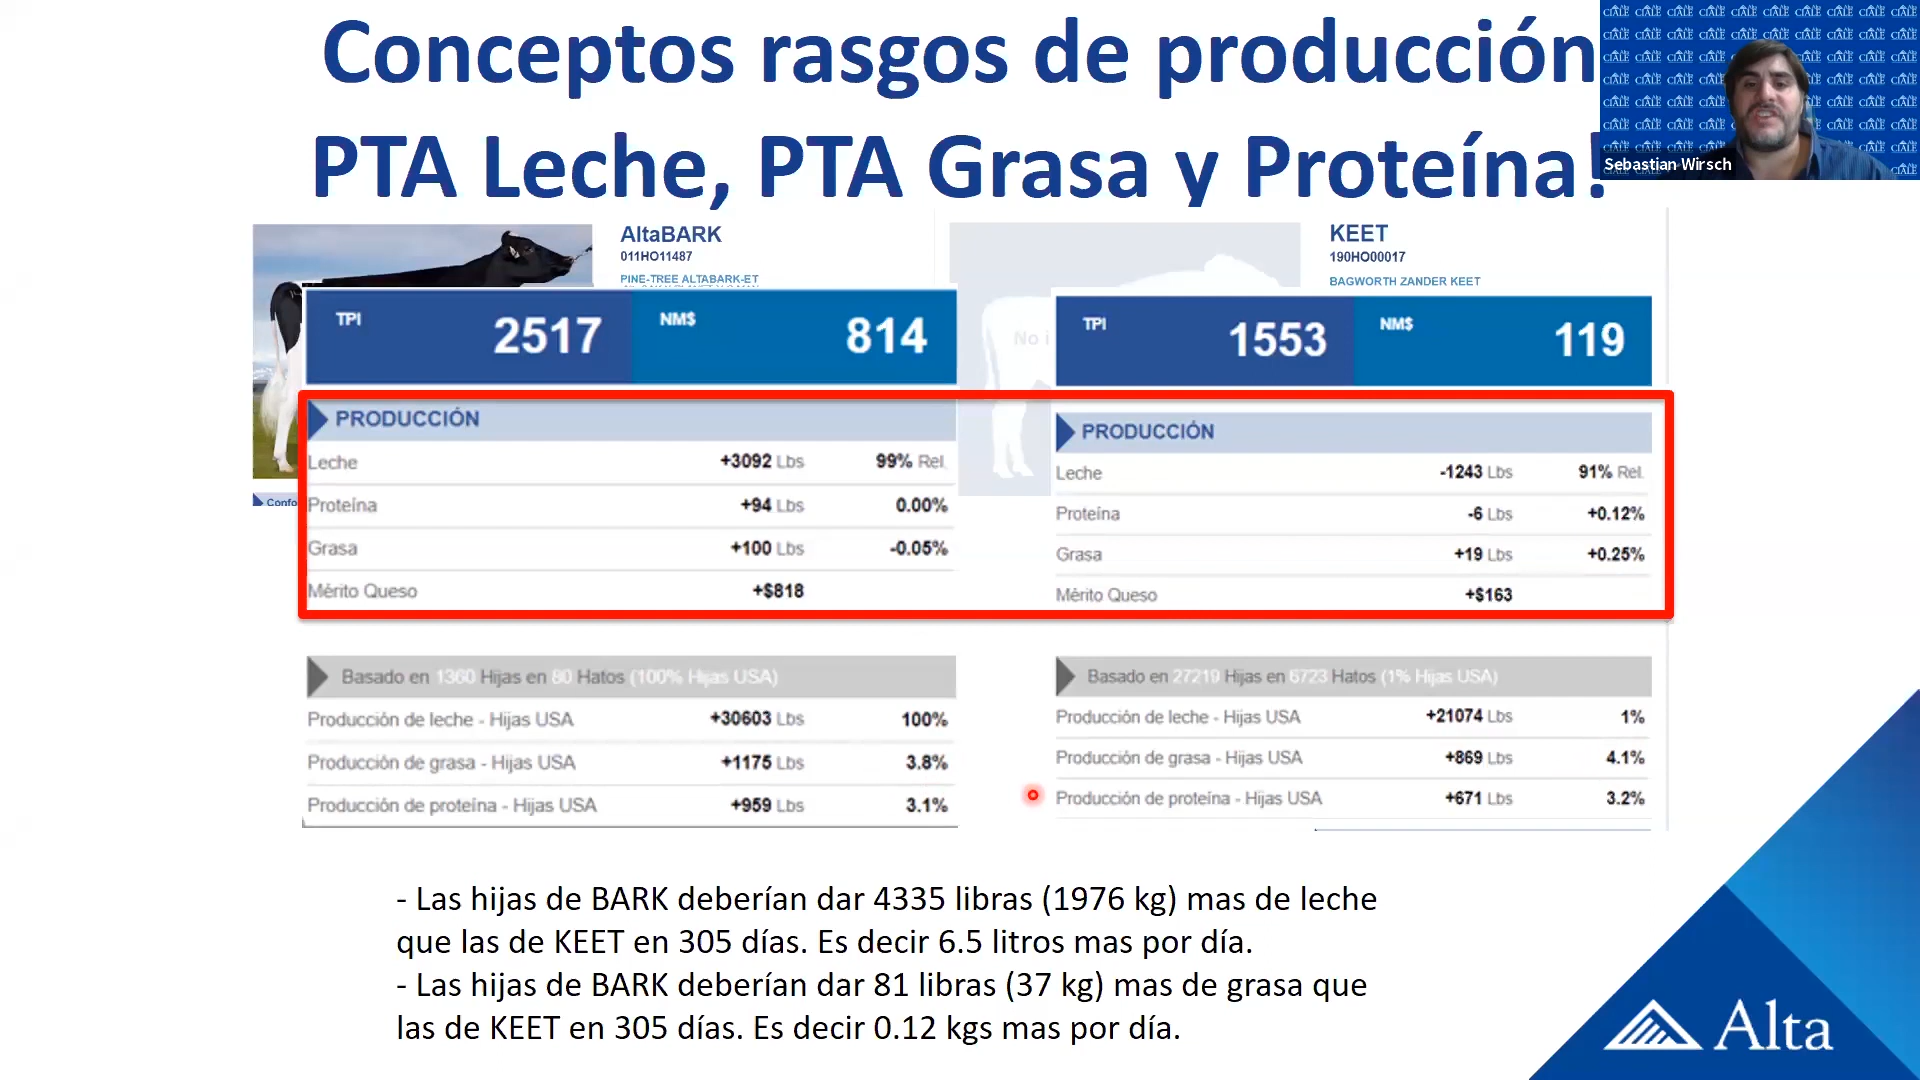 Conceptos rasgos de producción
PTA Leche, PTA Grasa y Proteína!
Sebastian Wirsch
AltaBARK
011HO11487
PINE-TREE ALTABARK-ET
KEET
190HO00017
BAGWORTH ZANDER KEET
TPI 2517 NM$ 814
No i
TPI 1553 NM$ 119
PRODUCCIÓN
Leche +3092 Lbs 99% Rel.
Proteína +94 Lbs 0.00%
Grasa +100 Lbs -0.05%
Mérito Queso +$818
Confo
PRODUCCIÓN
Leche -1243 Lbs 91% Rel.
Proteína -6 Lbs +0.12%
Grasa +19 Lbs +0.25%
Mérito Queso +$163
Basado en 1360 Hijas en 80 Hatos (100% Hijas USA)
Producción de leche - Hijas USA +30603 Lbs 100%
Producción de grasa - Hijas USA +1175 Lbs 3.8%
Producción de proteína - Hijas USA +959 Lbs 3.1%
Basado en 27219 Hijas en 6723 Hatos (1% Hijas USA)
Producción de leche - Hijas USA +21074 Lbs 1%
Producción de grasa - Hijas USA +869 Lbs 4.1%
Producción de proteína - Hijas USA +671 Lbs 3.2%
- Las hijas de BARK deberían dar 4335 libras (1976 kg) mas de leche
que las de KEET en 305 días. Es decir 6.5 litros mas por día.
- Las hijas de BARK deberían dar 81 libras (37 kg) mas de grasa que
las de KEET en 305 días. Es decir 0.12 kgs mas por día.
Alta